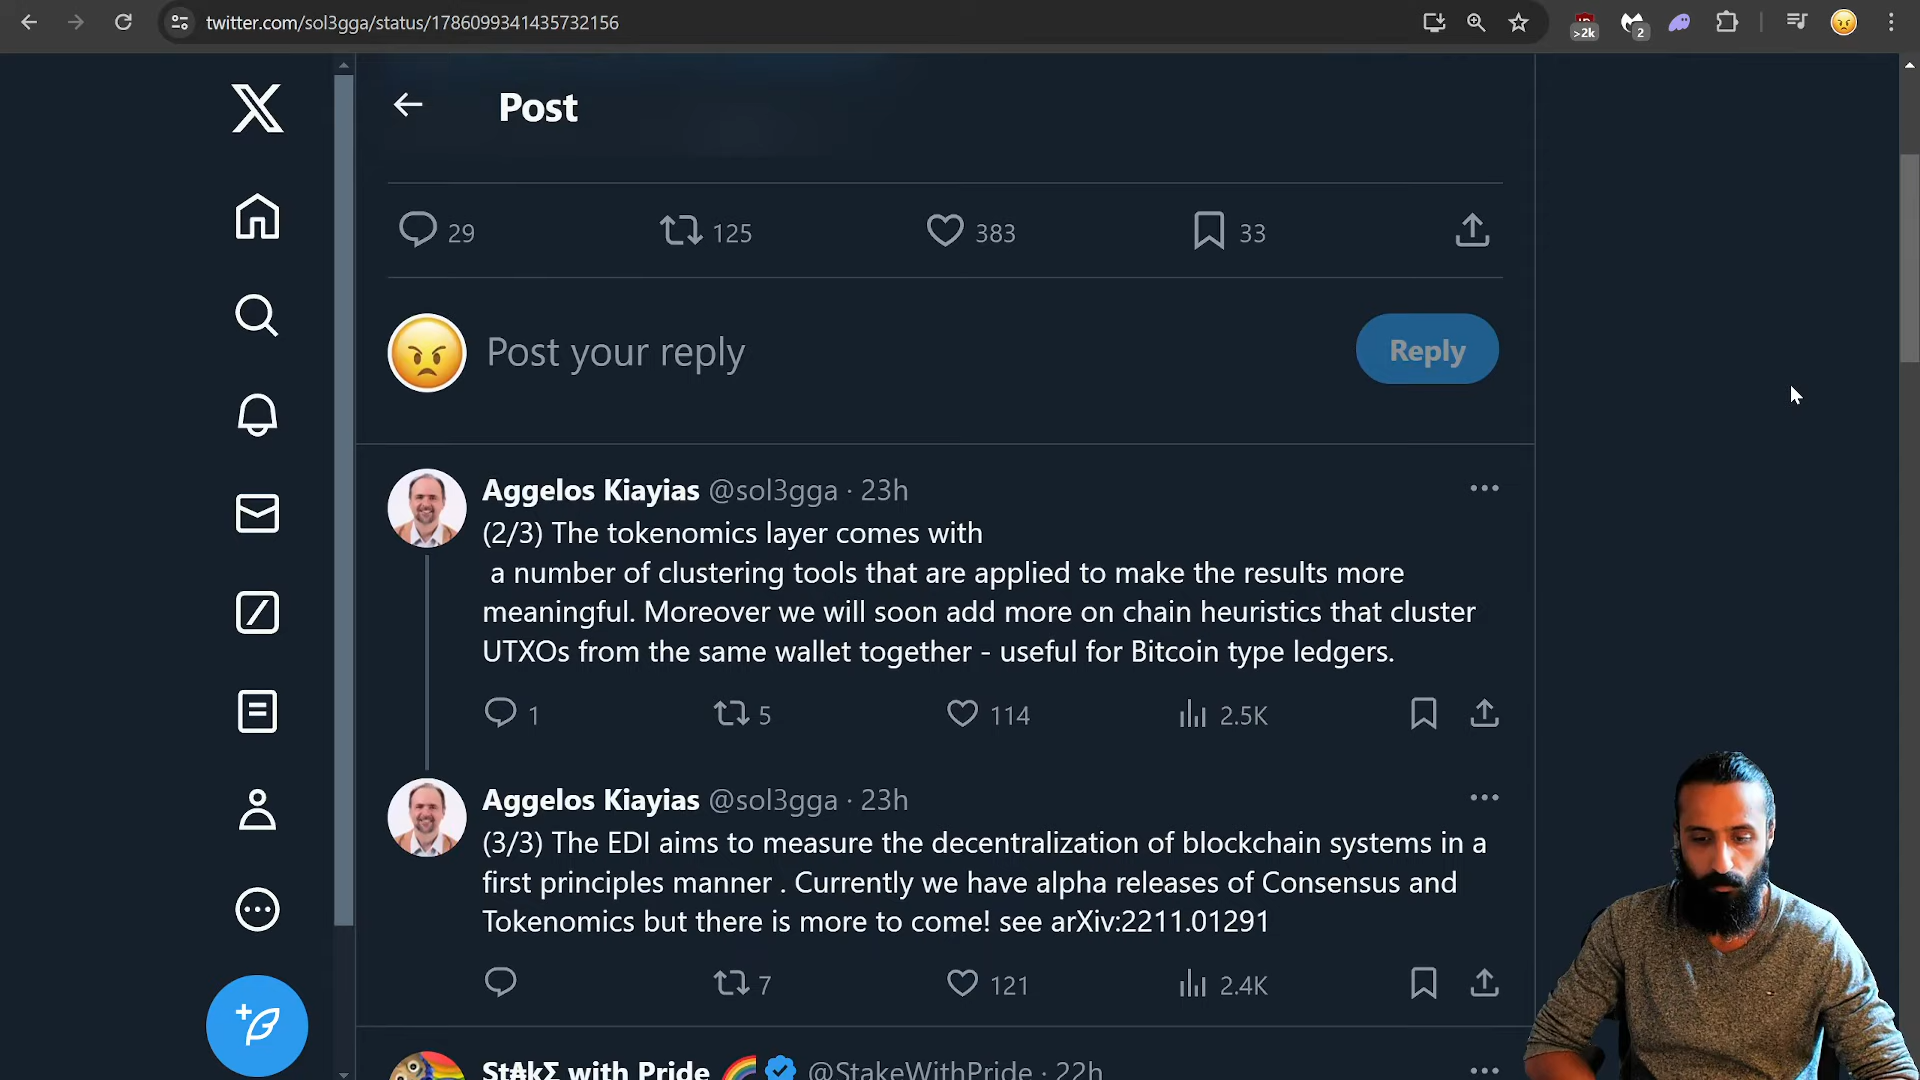 twitter.com/sol3gga/status/1786099341435732156
>2k
2
Post
29 125 383 33
Post your reply
Reply
Aggelos Kiayias @sol3gga · 23h
(2/3) The tokenomics layer comes with
a number of clustering tools that are applied to make the results more
meaningful. Moreover we will soon add more on chain heuristics that cluster
UTXOs from the same wallet together - useful for Bitcoin type ledgers.
1 5 114 2.5K
Aggelos Kiayias @sol3gga · 23h
(3/3) The EDI aims to measure the decentralization of blockchain systems in a
first principles manner . Currently we have alpha releases of Consensus and
Tokenomics but there is more to come! see arXiv:2211.01291
7 121 2.4K
St₳kΣ with Pride @StakeWithPride · 22h